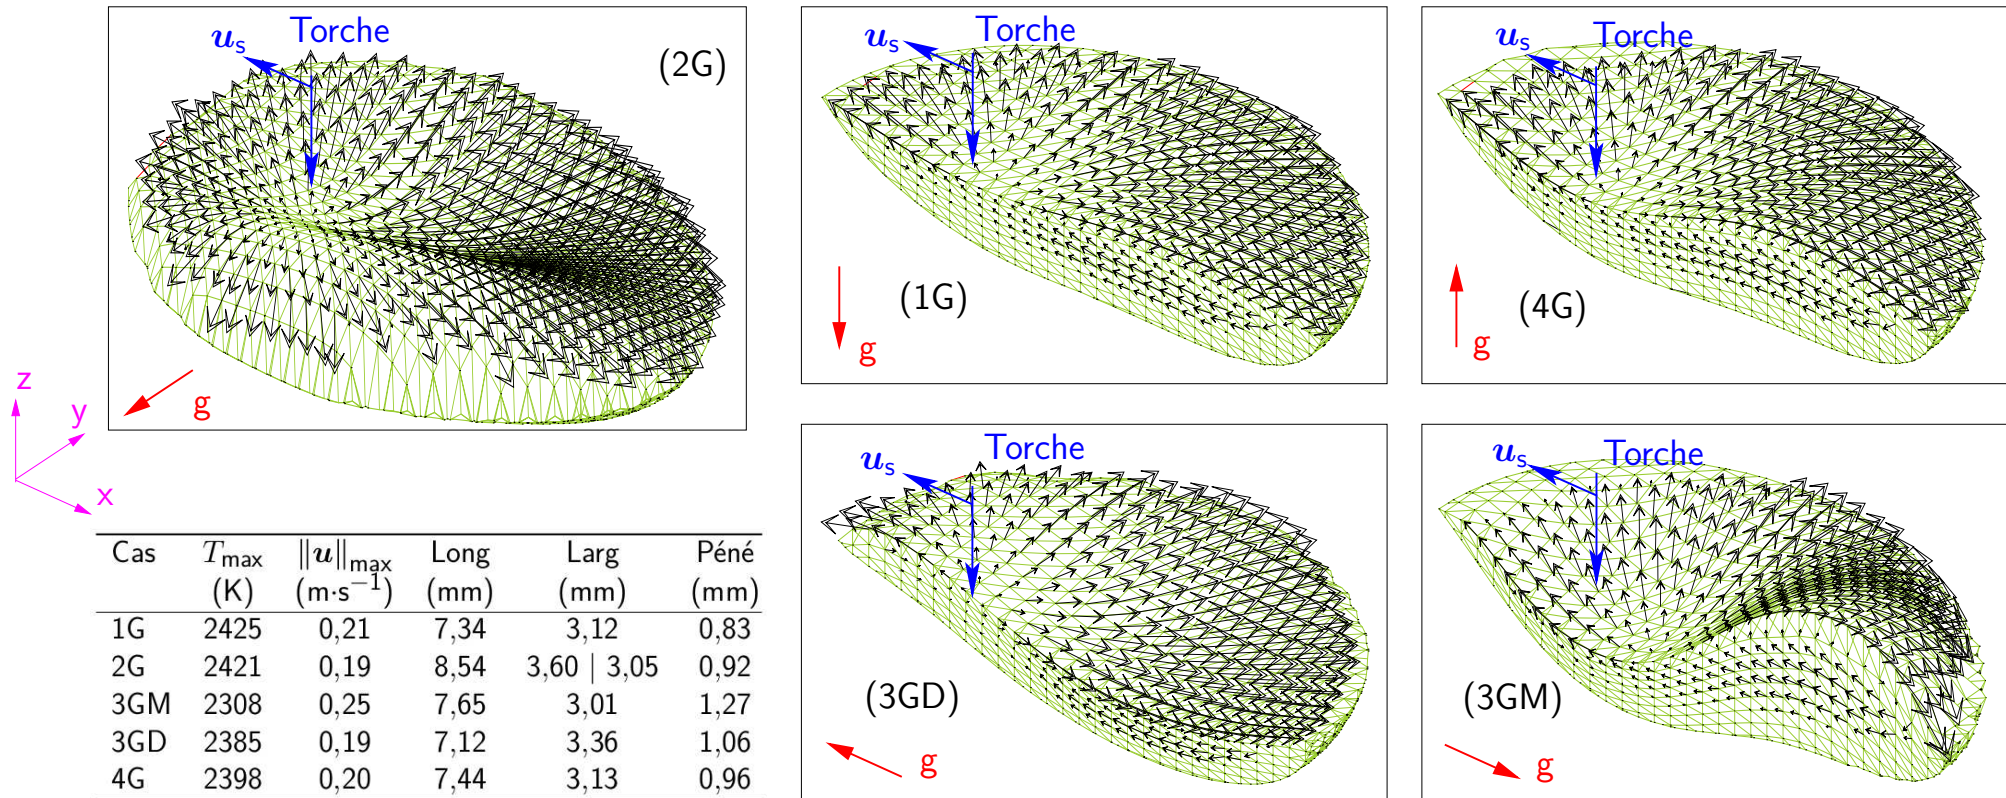 Torche
u_s
(2G)
g
Torche
u_s
(1G)
g
Torche
u_s
(4G)
g
z
y
x
Torche
u_s
(3GD)
g
Torche
u_s
(3GM)
g
Cas T_max ‖u‖_max Long Larg Péné
(K) (m·s⁻¹) (mm) (mm) (mm)
1G 2425 0,21 7,34 3,12 0,83
2G 2421 0,19 8,54 3,60 | 3,05 0,92
3GM 2308 0,25 7,65 3,01 1,27
3GD 2385 0,19 7,12 3,36 1,06
4G 2398 0,20 7,44 3,13 0,96